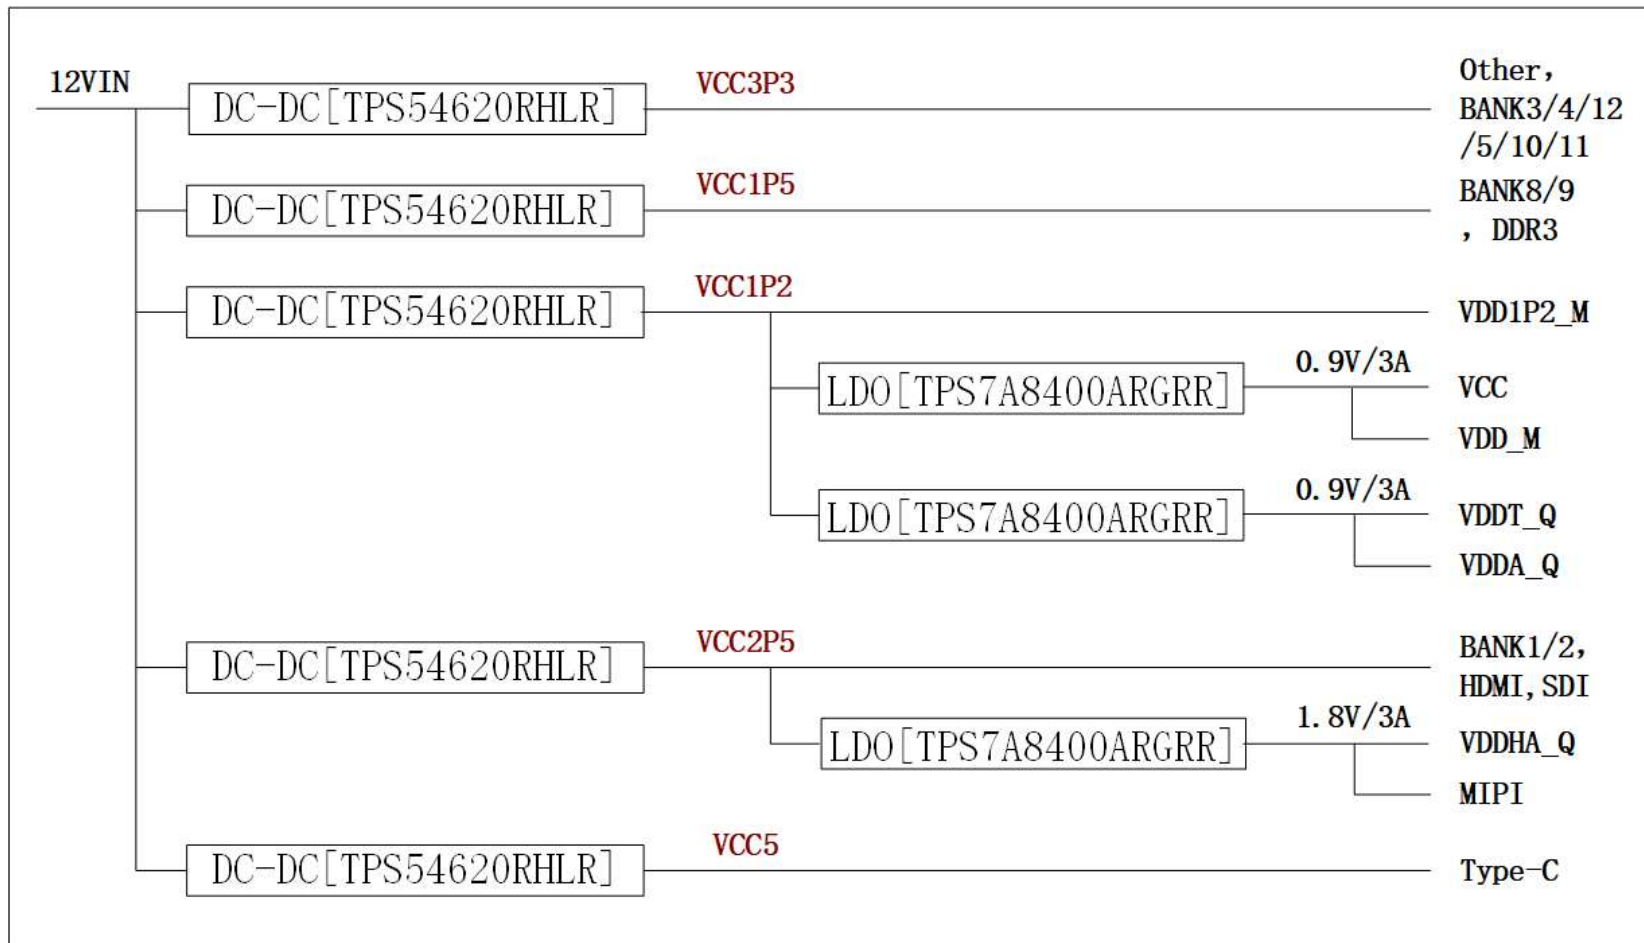 12VIN
DC-DC[TPS54620RHLR]
VCC3P3
Other，
BANK3/4/12
/5/10/11
DC-DC[TPS54620RHLR]
VCC1P5
BANK8/9
，DDR3
DC-DC[TPS54620RHLR]
VCC1P2
VDD1P2_M
LDO[TPS7A8400ARGRR]
0.9V/3A
VCC
VDD_M
LDO[TPS7A8400ARGRR]
0.9V/3A
VDDT_Q
VDDA_Q
DC-DC[TPS54620RHLR]
VCC2P5
BANK1/2，
HDMI,SDI
LDO[TPS7A8400ARGRR]
1.8V/3A
VDDHA_Q
MIPI
DC-DC[TPS54620RHLR]
VCC5
Type-C